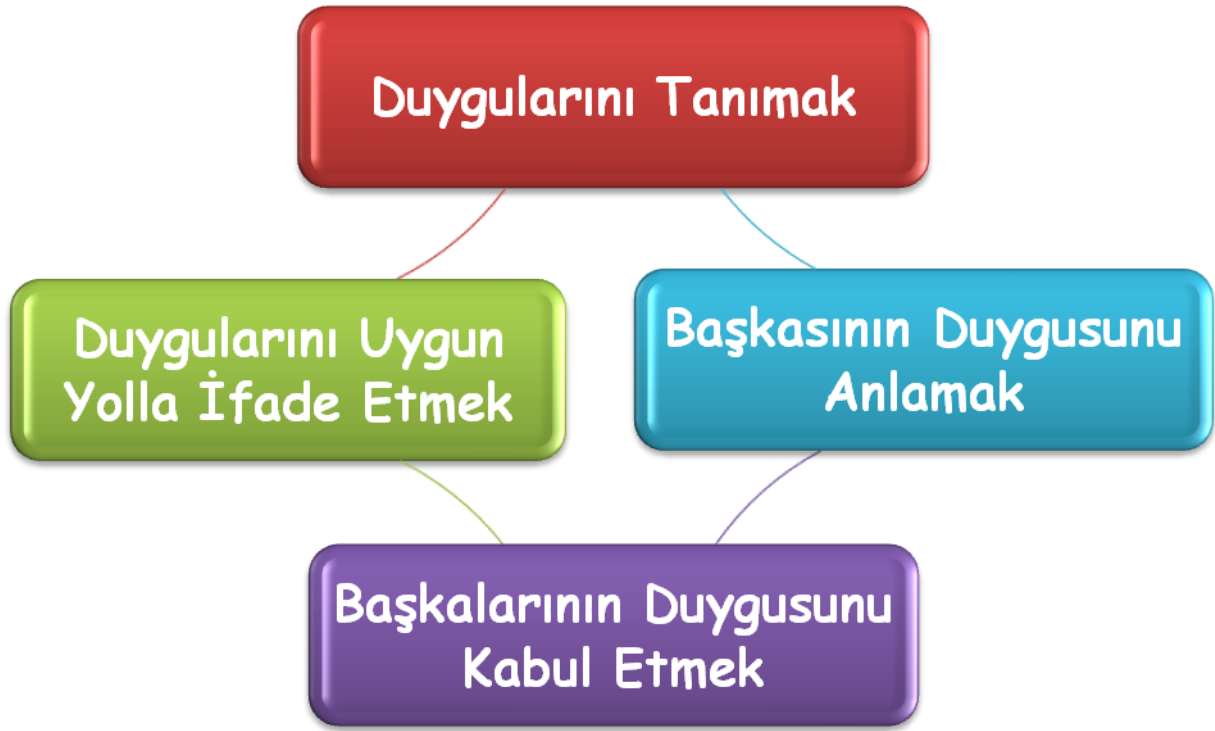 Duygularını Tanımak
Duygularını Uygun
Yolla İfade Etmek
Başkasının Duygusunu
Anlamak
Başkalarının Duygusunu
Kabul Etmek